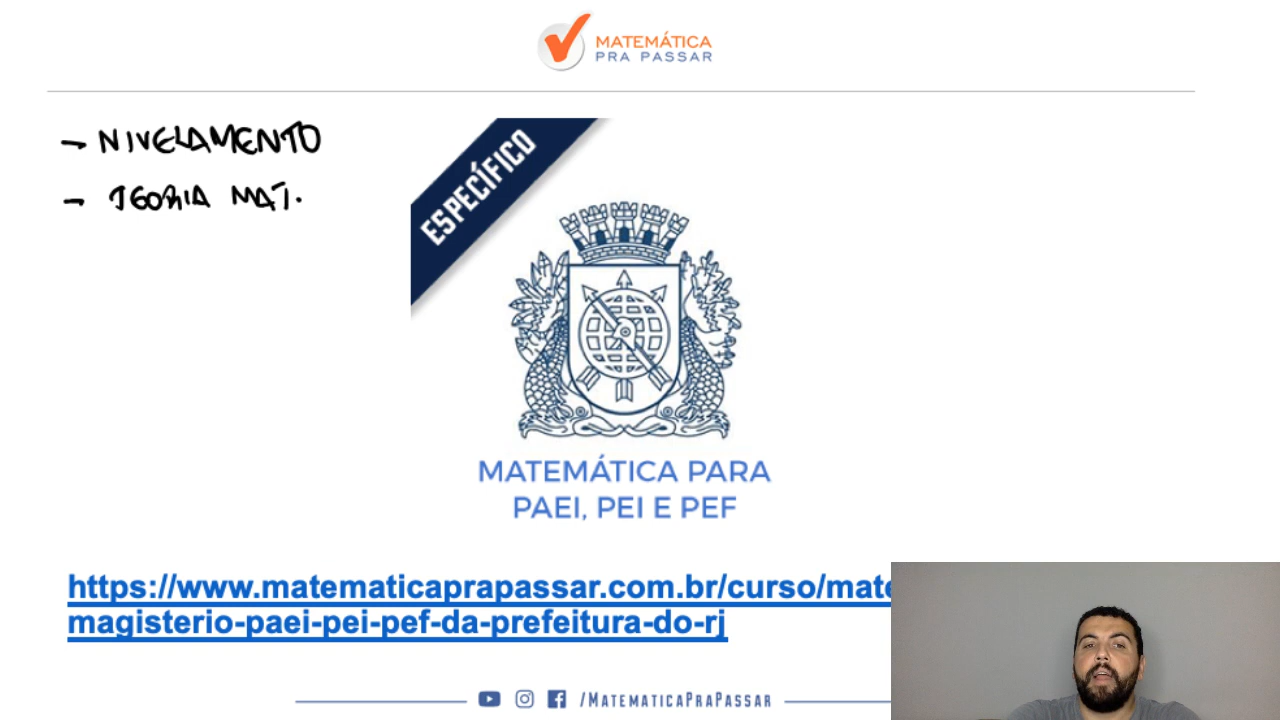 MATEMÁTICA
PRA PASSAR
- NIVELAMENTO
- TEORIA MAT.
ESPECÍFICO
MATEMÁTICA PARA
PAEI, PEI E PEF
https://www.matematicaprapassar.com.br/curso/mate
magisterio-paei-pei-pef-da-prefeitura-do-rj
/MATEMATICAPRAPASSAR